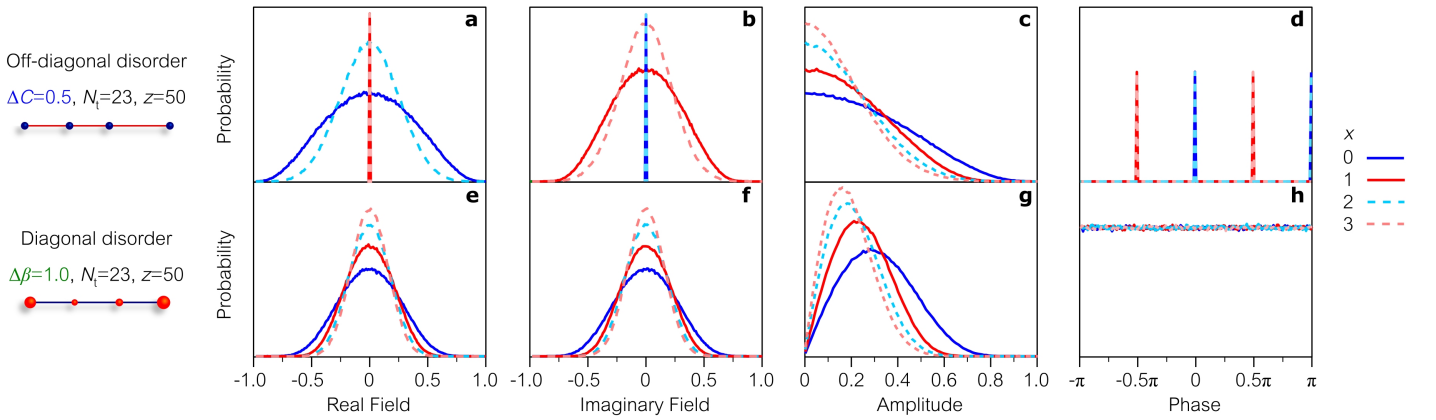 Off-diagonal disorder
ΔC=0.5, Nt=23, z=50
Probability
a
b
c
d
x
0
1
2
3
Diagonal disorder
Δβ=1.0, Nt=23, z=50
Probability
e
f
g
h
-1.0 -0.5 0 0.5 1.0
-1.0 -0.5 0 0.5 1.0
0 0.2 0.4 0.6 0.8 1.0
-π -0.5π 0 0.5π π
Real Field
Imaginary Field
Amplitude
Phase